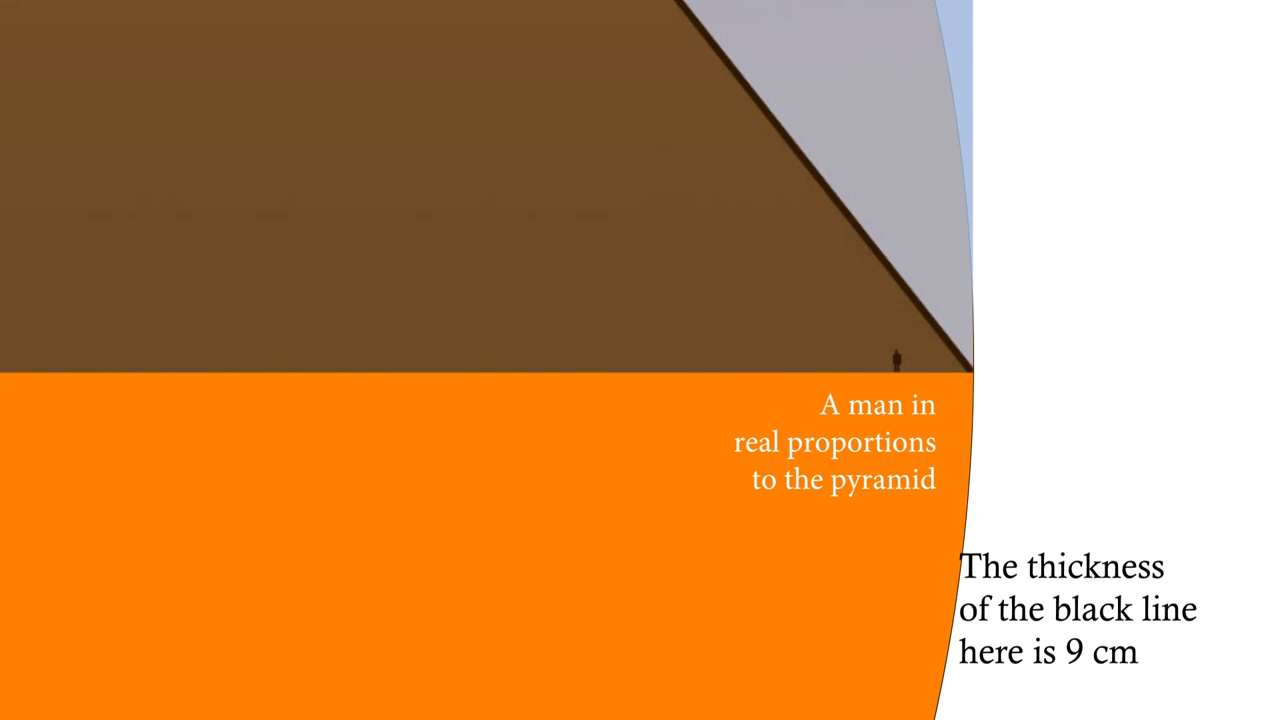 A man in
real proportions
to the pyramid
The thickness
of the black line
here is 9 cm